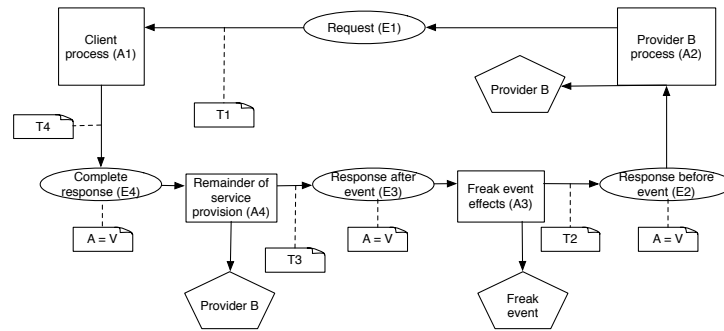 Client
process (A1)
Request (E1)
Provider B
process (A2)
Provider B
T1
T4
Complete
response (E4)
Remainder of
service
provision (A4)
Response after
event (E3)
Freak event
effects (A3)
Response before
event (E2)
A = V
T3
A = V
T2
A = V
Provider B
Freak
event